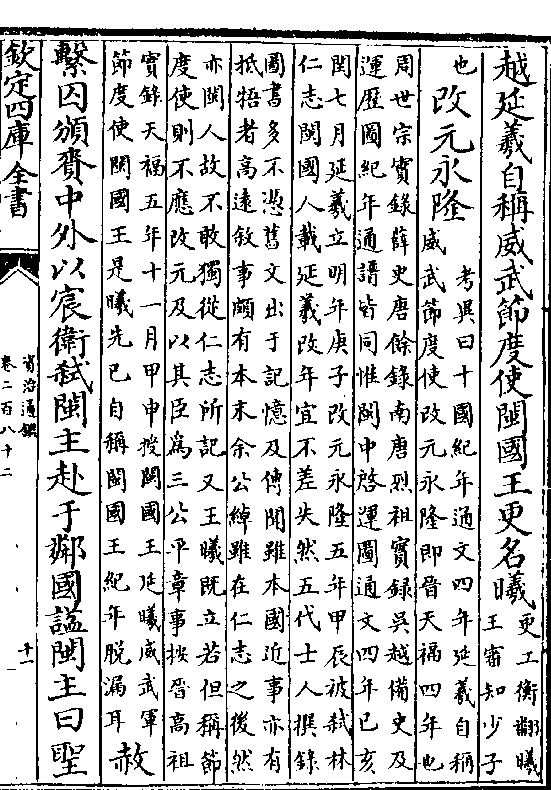 越延羲自稱威武節度使閩國王更名曦更工衡翻曦
王審知少子
也改元永隆考異曰十國紀年通文四年延羲自稱
威武節度使改元永隆即晉天福四年也
周世宗實錄薛史唐餘錄南唐烈祖實錄吳越備史及
運歷圖紀年通譜皆同惟閩中啓運圖通文四年巳亥
閏七月延羲立明年庚子改元永隆五年甲辰被弑林
仁志閩國人載延羲改年宜不差失然五代士人撰錄
圖書多不憑舊文出于記憶及傳聞雖本國近事亦有
抵牾者高遠敘事頗有本末余公綽雖在仁志之後然
亦閩人故不敢獨從仁志所記又王曦既立若但稱節
度使則不應改元及以其臣爲三公平章事按晉高祖
實錄天福五年十一月甲申授閩國王延曦威武軍
節度使閩國王是曦先已自稱閩國王紀年脱漏耳赦
繫囚頒賚中外以宸衛弑閩主赴于鄰國諡閩主曰聖
欽定四庫全書
資治通鑑
卷二百八十二
十一